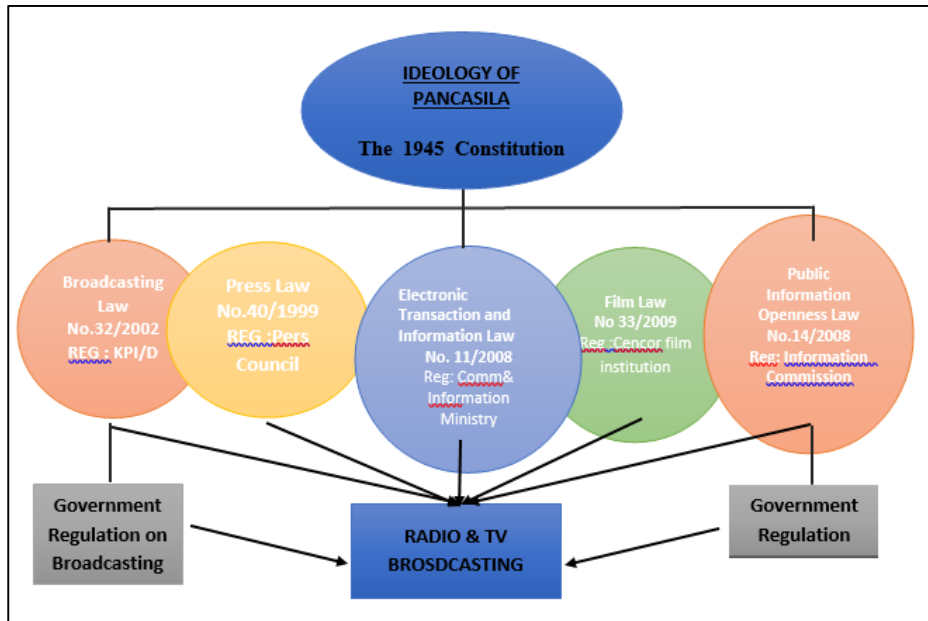 IDEOLOGY OF
PANCASILA
The 1945 Constitution
Broadcasting
Law
No.32/2002
REG : KPI/D
Press Law
No.40/1999
REG :Pers
Council
Electronic
Transaction and
Information Law
No. 11/2008
Reg: Comm&
Information
Ministry
Film Law
No 33/2009
Reg :Cencor film
institution
Public
Information
Openness Law
No.14/2008
Reg: Information
Commission
Government
Regulation on
Broadcasting
RADIO & TV
BROSDCASTING
Government
Regulation